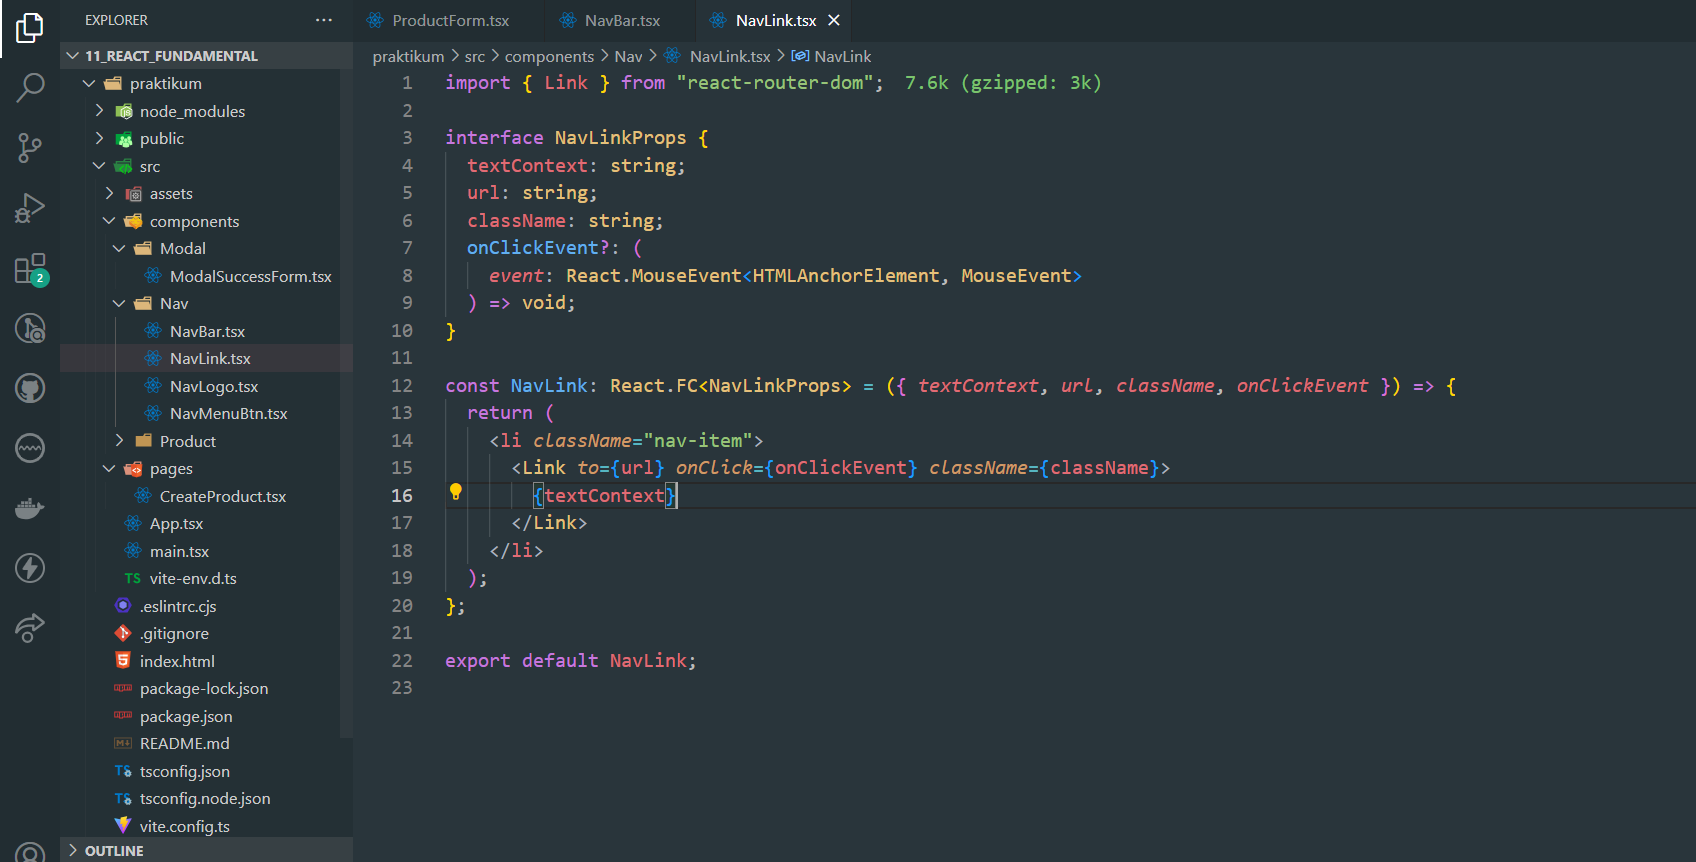 EXPLORER
ProductForm.tsx
NavBar.tsx
NavLink.tsx
11_REACT_FUNDAMENTAL
praktikum
node_modules
public
src
assets
components
Modal
ModalSuccessForm.tsx
Nav
NavBar.tsx
NavLink.tsx
NavLogo.tsx
NavMenuBtn.tsx
Product
pages
CreateProduct.tsx
App.tsx
main.tsx
TS vite-env.d.ts
.eslintrc.cjs
.gitignore
index.html
package-lock.json
package.json
README.md
tsconfig.json
tsconfig.node.json
vite.config.ts
OUTLINE
2
praktikum > src > components > Nav > NavLink.tsx > NavLink
1 import { Link } from "react-router-dom"; 7.6k (gzipped: 3k)
2
3 interface NavLinkProps {
4 textContext: string;
5 url: string;
6 className: string;
7 onClickEvent?: (
8 event: React.MouseEvent<HTMLAnchorElement, MouseEvent>
9 ) => void;
10 }
11
12 const NavLink: React.FC<NavLinkProps> = ({ textContext, url, className, onClickEvent }) => {
13 return (
14 <li className="nav-item">
15 <Link to={url} onClick={onClickEvent} className={className}>
16 {textContext}
17 </Link>
18 </li>
19 );
20 };
21
22 export default NavLink;
23